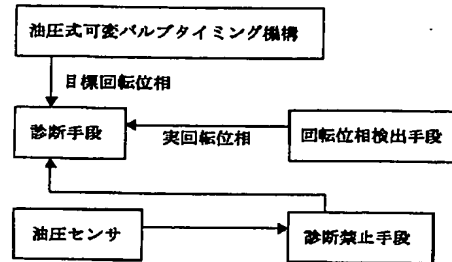 油圧式可変バルブタイミング機構
目標回転位相
診断手段
実回転位相
回転位相検出手段
油圧センサ
診断禁止手段